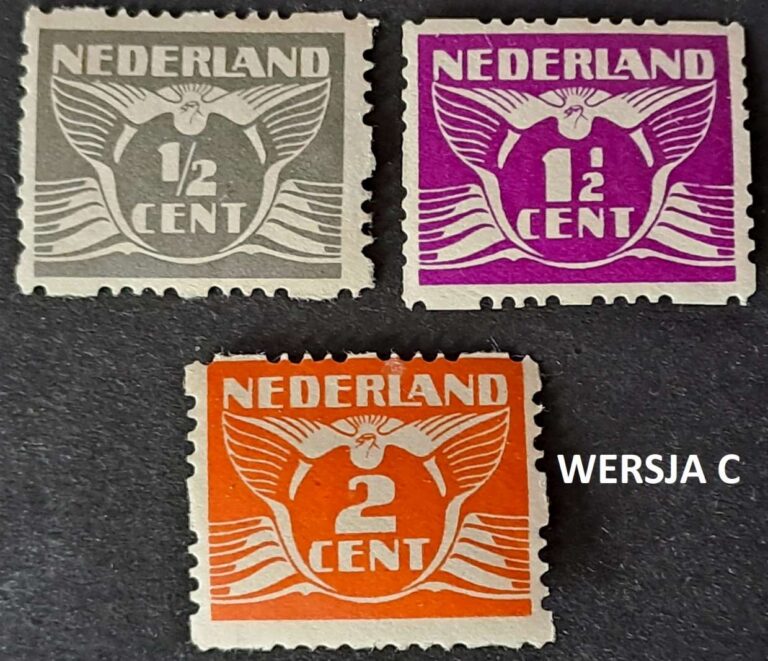 NEDERLAND
1/2
CENT
NEDERLAND
1 1/2
CENT
NEDERLAND
2
CENT
WERSJA C